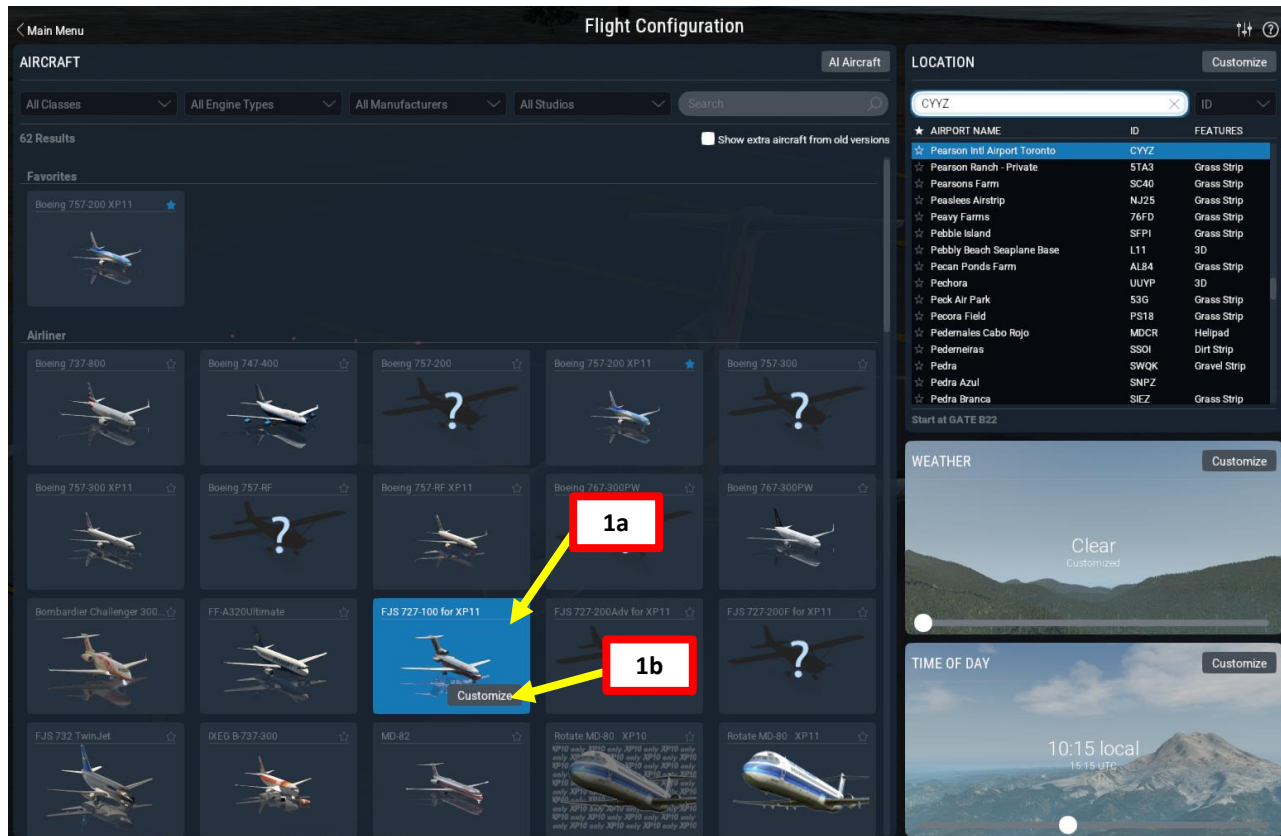 Main Menu
Flight Configuration
AIRCRAFT
AI Aircraft
All Classes
All Engine Types
All Manufacturers
All Studios
Search
62 Results
Show extra aircraft from old versions
Favorites
Boeing 757-200 XP11
Airliner
Boeing 737-800
Boeing 747-400
Boeing 757-200
Boeing 757-200 XP11
Boeing 757-300
Boeing 757-300 XP11
Boeing 757-RF
Boeing 757-RF XP11
Boeing 767-300PW
Boeing 767-300PW
1a
Bombardier Challenger 300...
FF-A320Ultimate
FJS 727-100 for XP11
FJS 727-200Adv for XP11
FJS 727-200F for XP11
1b
Customize
FJS 732 TwinJet
IXEG B-737-300
MD-82
Rotate MD-80 XP10
Rotate MD-80 XP11
XP10 only XP10 only XP10 only
LOCATION
Customize
CYYZ
ID
AIRPORT NAME ID FEATURES
Pearson Intl Airport Toronto CYYZ
Pearson Ranch - Private 5TA3 Grass Strip
Pearsons Farm SC40 Grass Strip
Peaslees Airstrip NJ25 Grass Strip
Peavy Farms 76FD Grass Strip
Pebble Island SFPI Grass Strip
Pebbly Beach Seaplane Base L11 3D
Pecan Ponds Farm AL84 Grass Strip
Pechora UUYP 3D
Peck Air Park 53G Grass Strip
Pecora Field PS18 Grass Strip
Pedernales Cabo Rojo MDCR Helipad
Pederneiras SSOI Dirt Strip
Pedra SWQK Gravel Strip
Pedra Azul SNPZ
Pedra Branca SIEZ Grass Strip
Start at GATE B22
WEATHER
Customize
Clear
Customized
TIME OF DAY
Customize
10:15 local
15:15 UTC